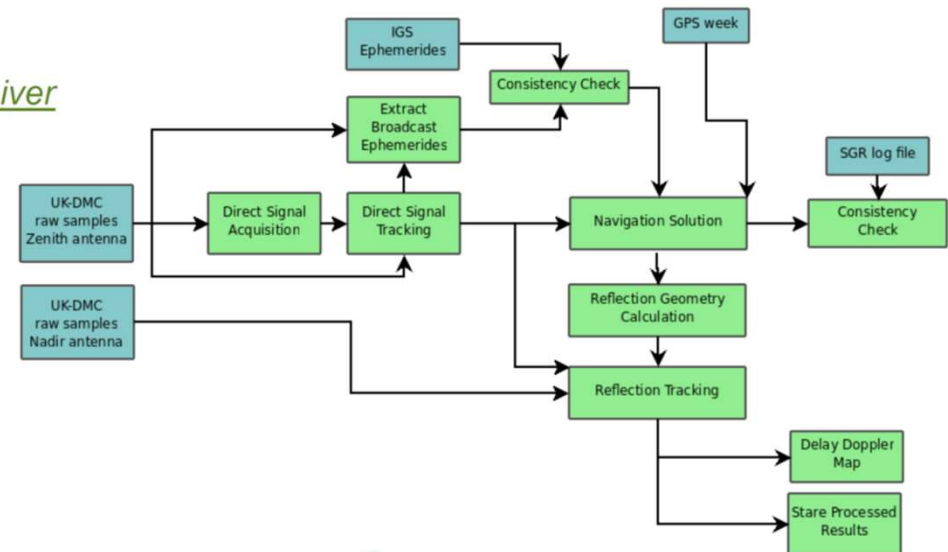 IGS
Ephemerides
GPS week
iver
Consistency Check
Extract
Broadcast
Ephemerides
SGR log file
UK-DMC
raw samples
Zenith antenna
Direct Signal
Acquisition
Direct Signal
Tracking
Navigation Solution
Consistency
Check
UK-DMC
raw samples
Nadir antenna
Reflection Geometry
Calculation
Reflection Tracking
Delay Doppler
Map
Stare Processed
Results